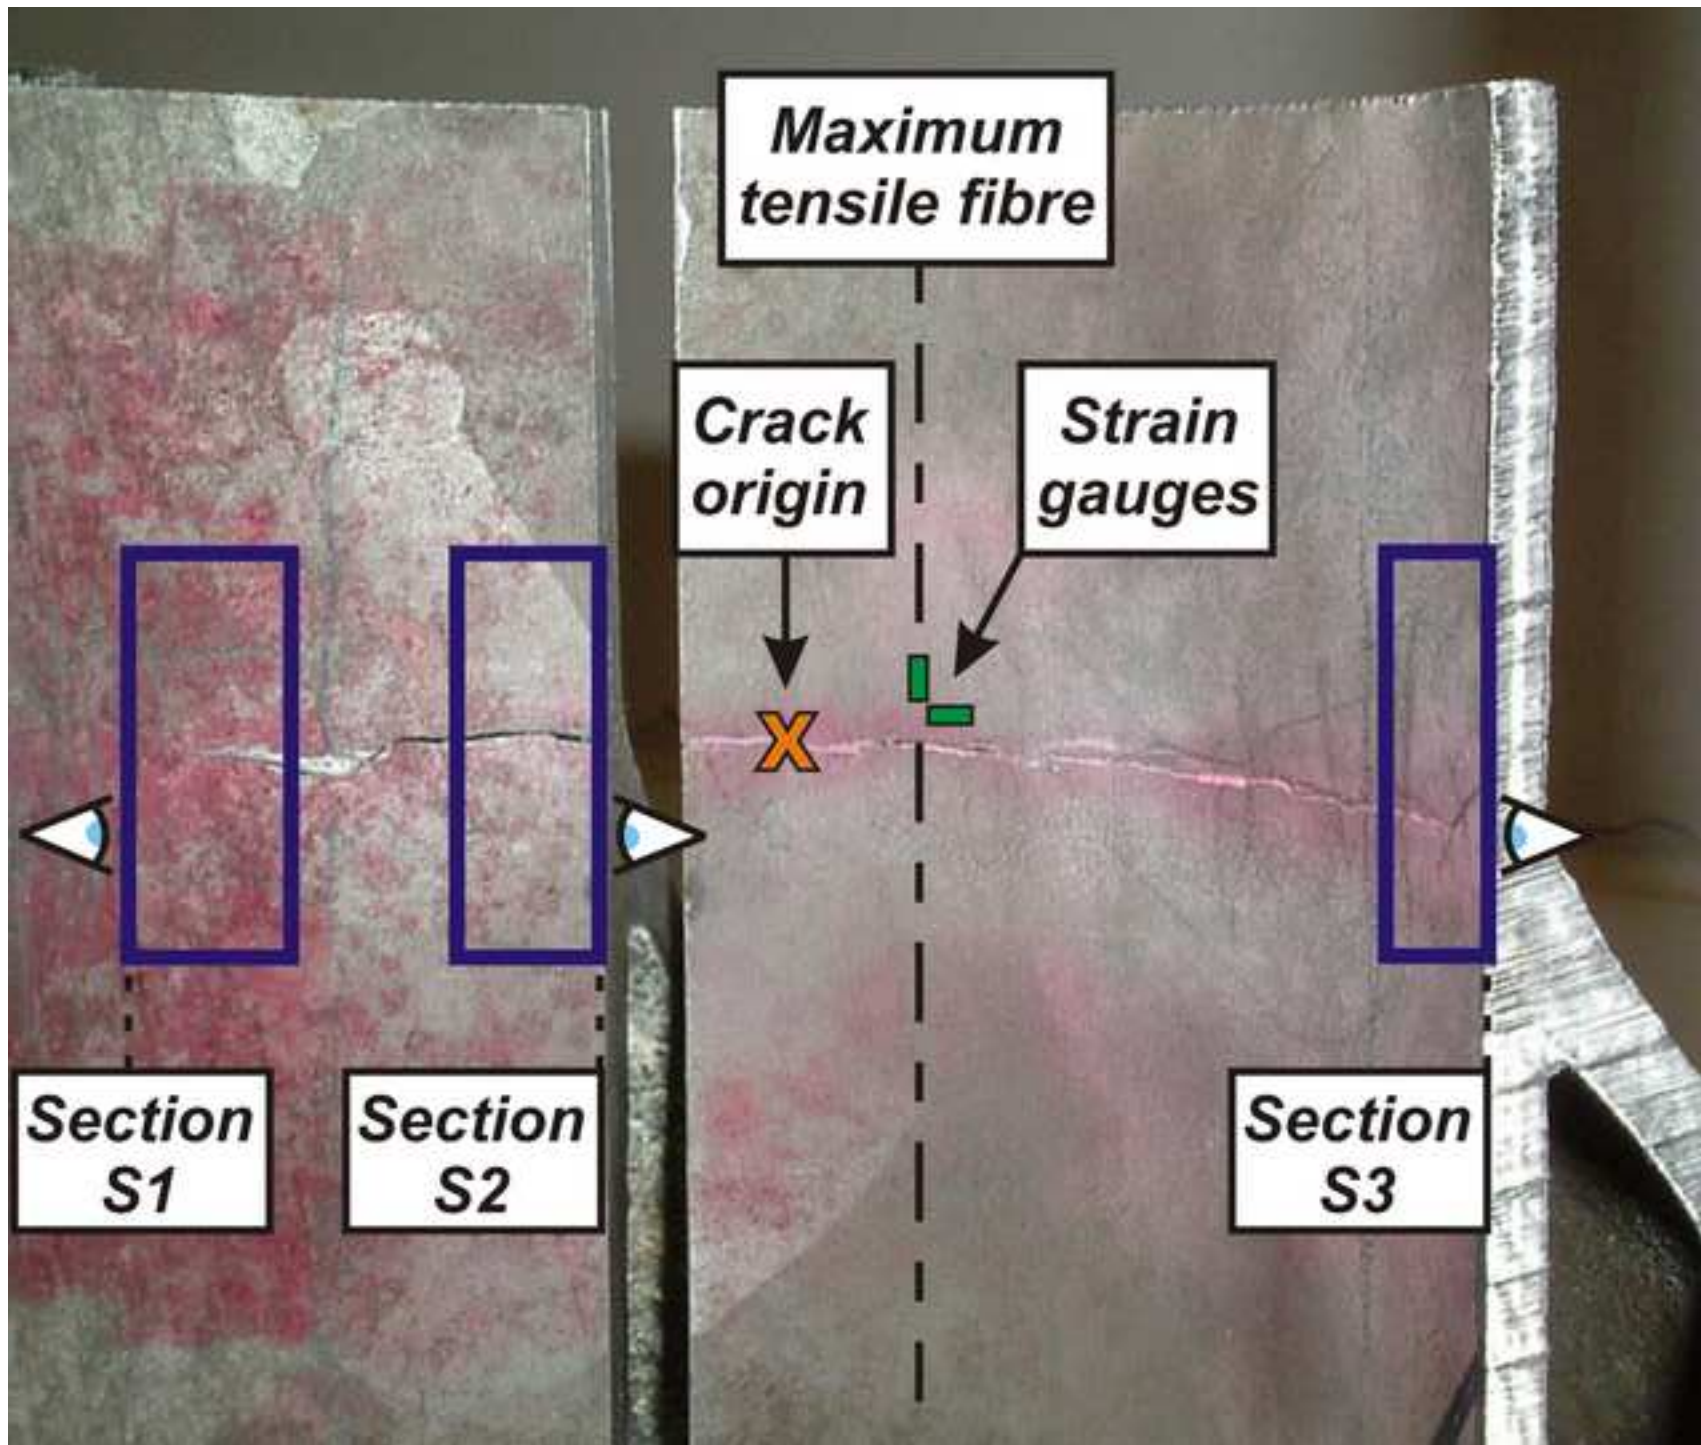 Maximum
tensile fibre
Crack
origin
Strain
gauges
X
Section
S1
Section
S2
Section
S3